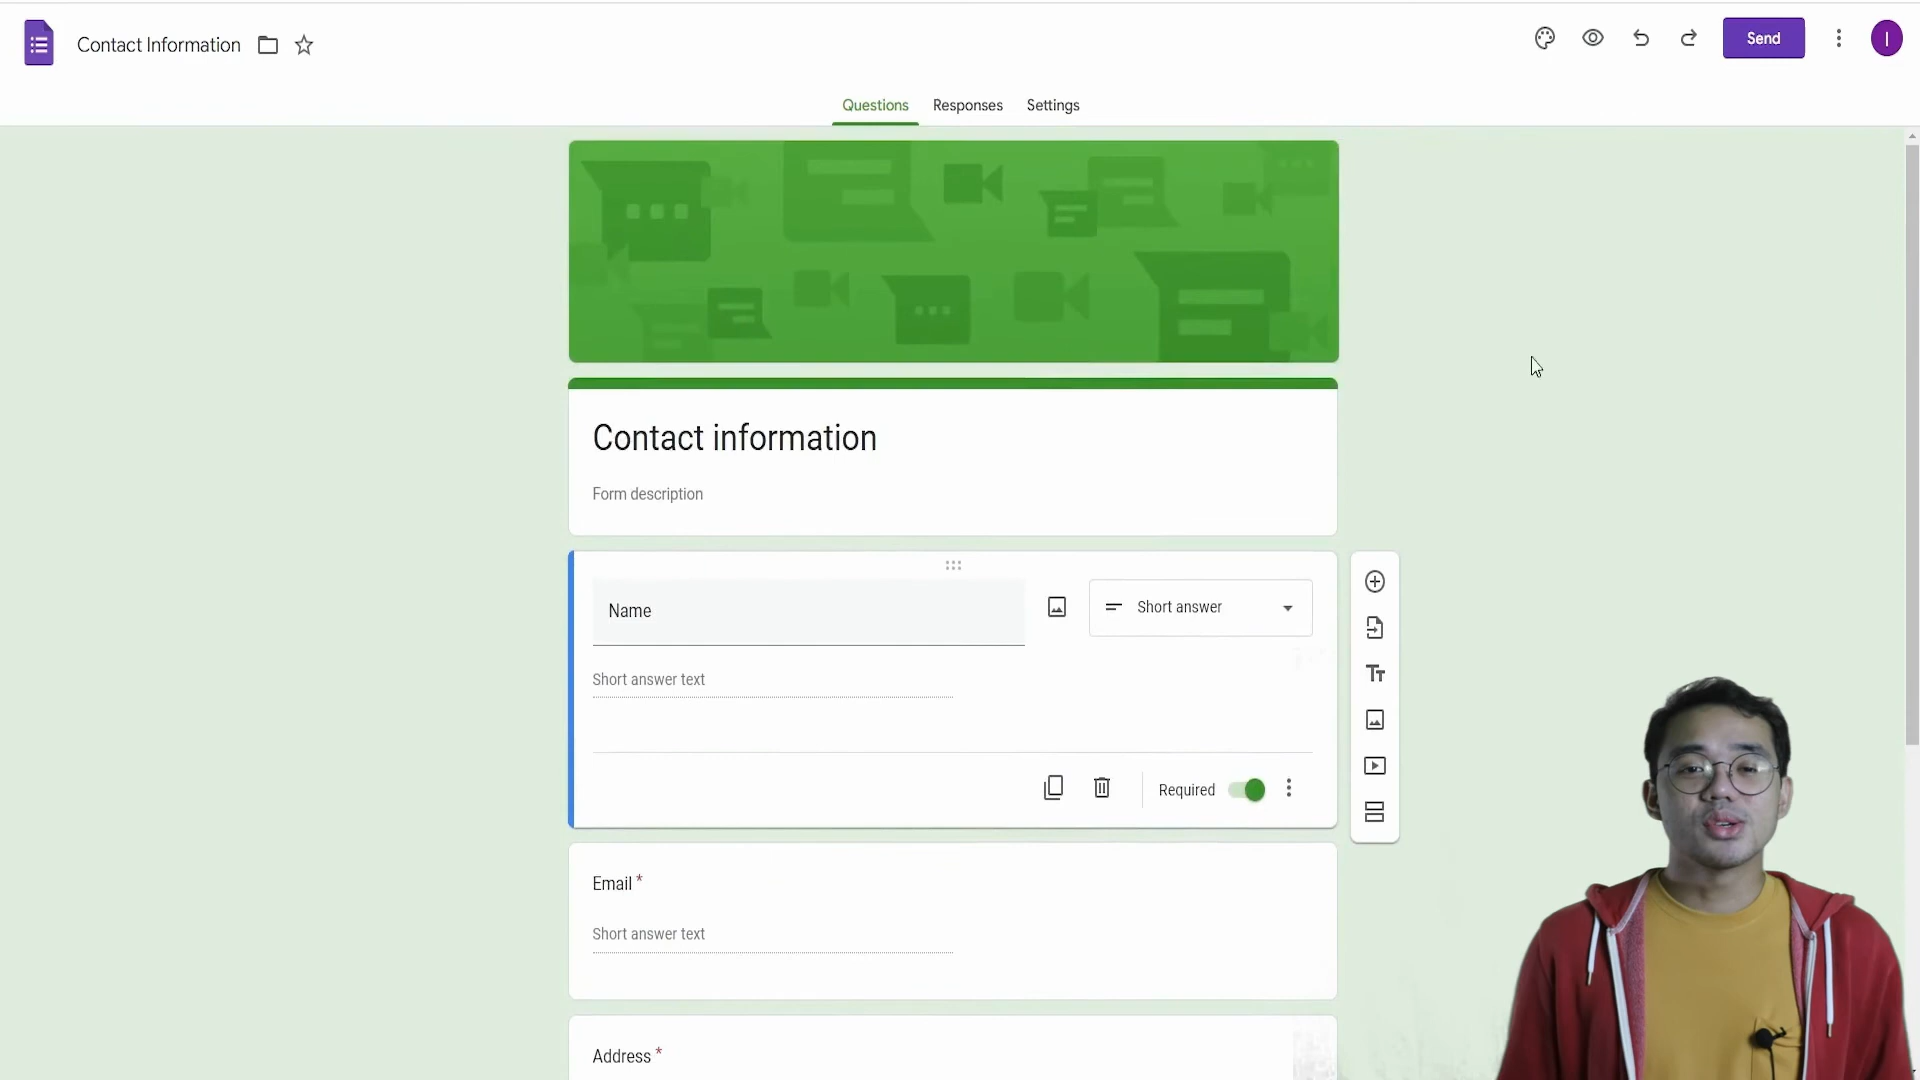 Contact Information
Send
I
Questions Responses Settings
Contact information
Form description
Name
Short answer
Short answer text
Required
Email *
Short answer text
Address *